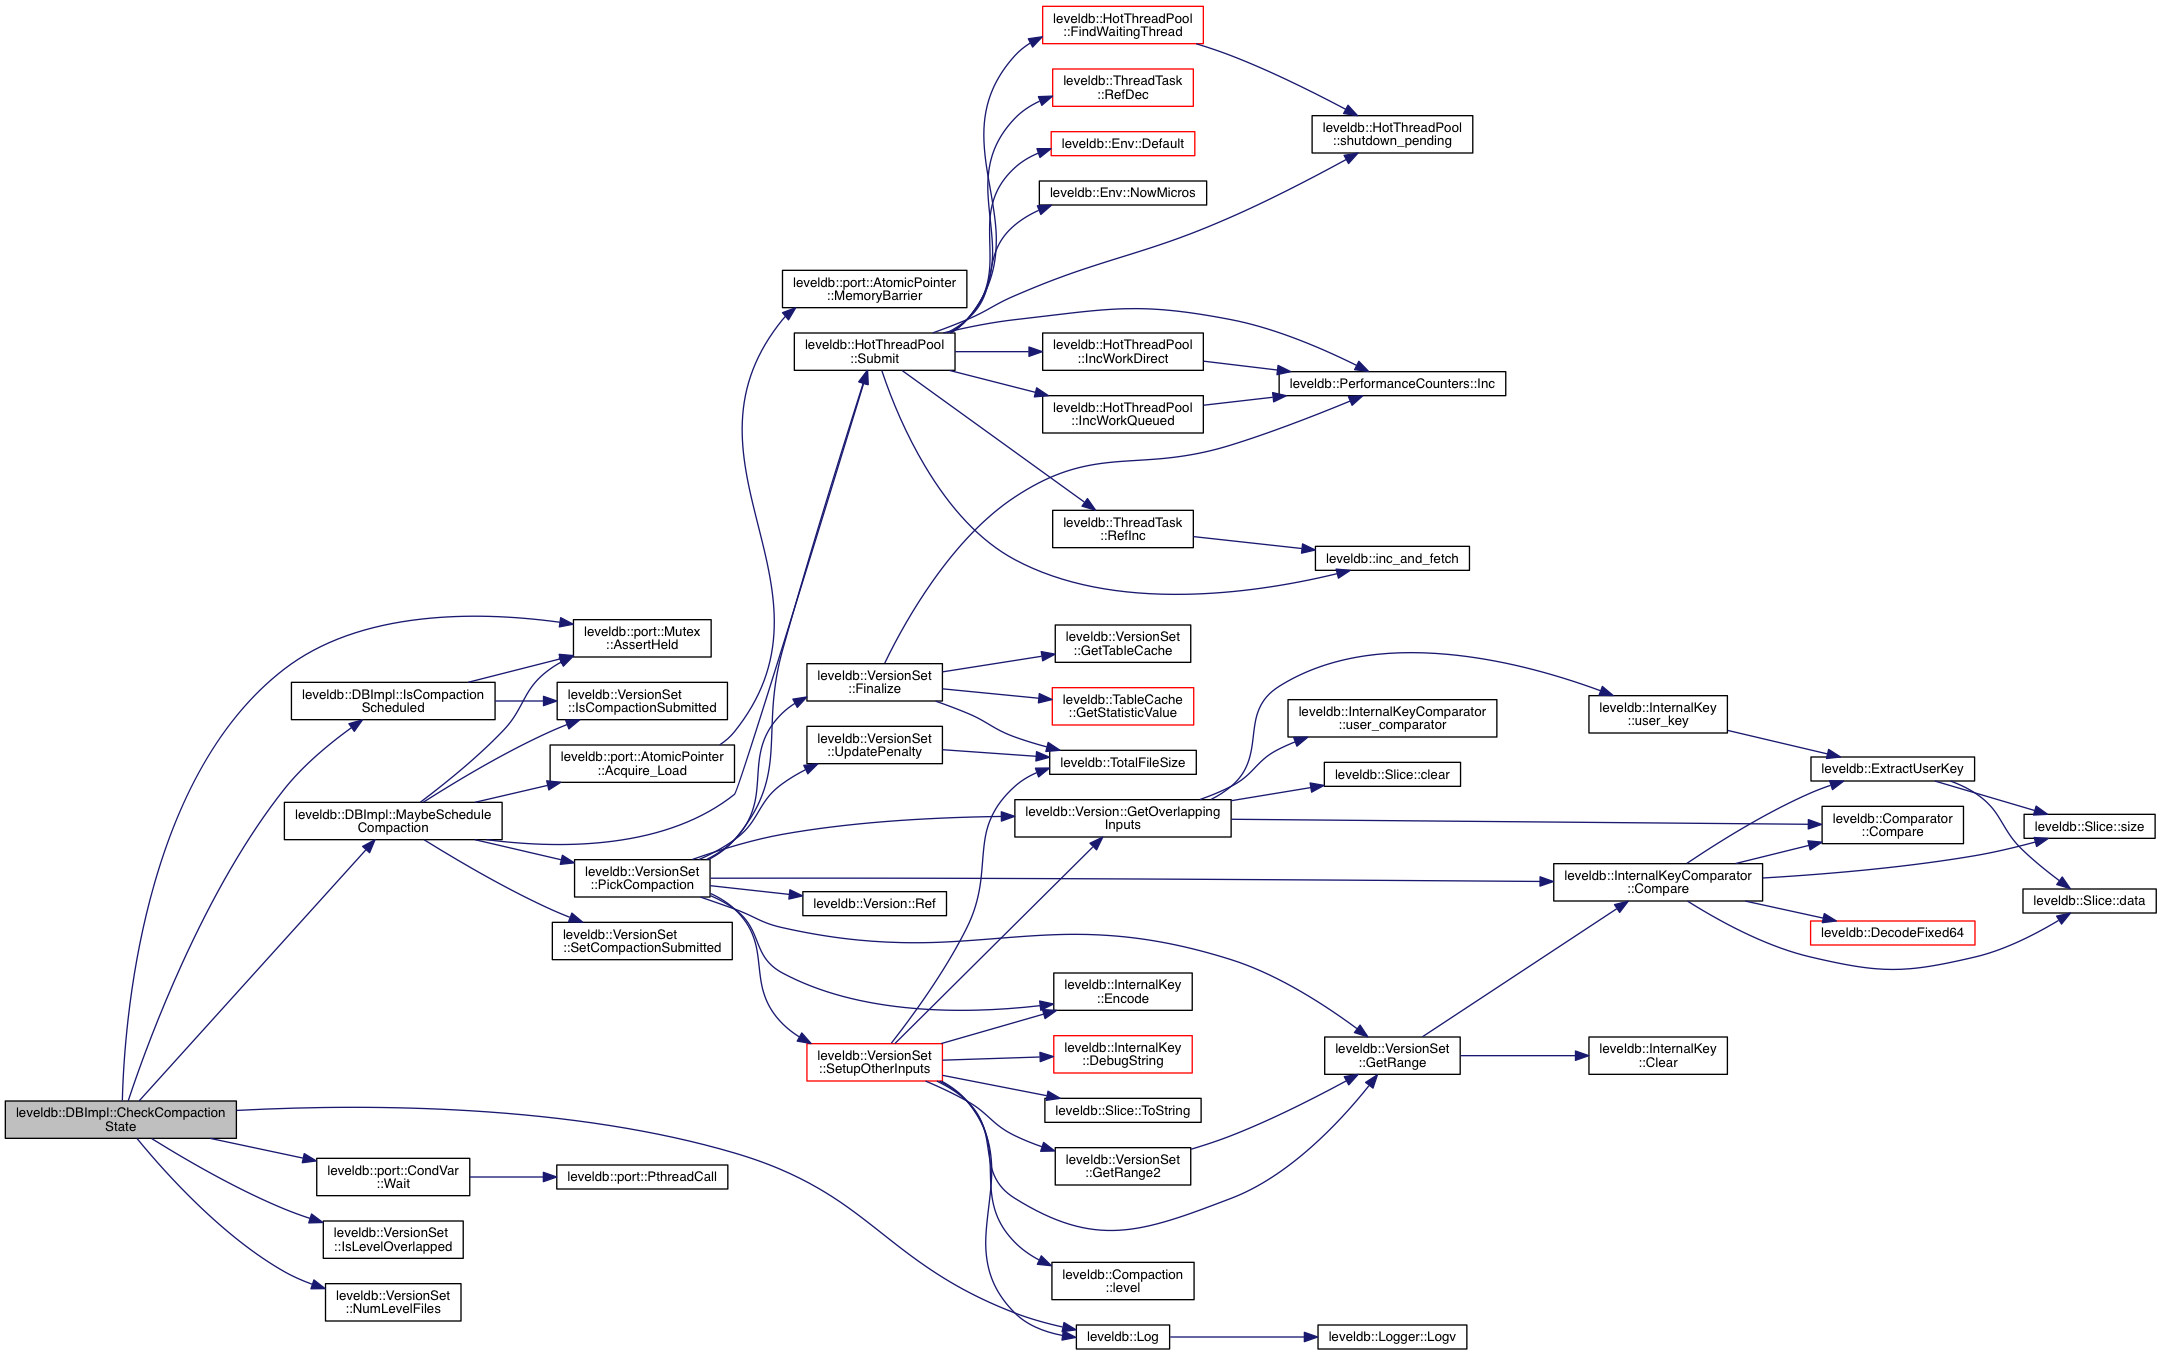 leveldb::HotThreadPool
::FindWaitingThread
leveldb::ThreadTask
::RefDec
leveldb::HotThreadPool
::shutdown_pending
leveldb::Env::Default
leveldb::Env::NowMicros
leveldb::port::AtomicPointer
::MemoryBarrier
leveldb::HotThreadPool
::Submit
leveldb::HotThreadPool
::IncWorkDirect
leveldb::PerformanceCounters::Inc
leveldb::HotThreadPool
::IncWorkQueued
leveldb::ThreadTask
::RefInc
leveldb::inc_and_fetch
leveldb::port::Mutex
::AssertHeld
leveldb::VersionSet
::GetTableCache
leveldb::DBImpl::IsCompaction
Scheduled
leveldb::VersionSet
::IsCompactionSubmitted
leveldb::VersionSet
::Finalize
leveldb::TableCache
::GetStatisticValue
leveldb::InternalKeyComparator
::user_comparator
leveldb::InternalKey
::user_key
leveldb::port::AtomicPointer
::Acquire_Load
leveldb::VersionSet
::UpdatePenalty
leveldb::TotalFileSize
leveldb::Slice::clear
leveldb::ExtractUserKey
leveldb::DBImpl::MaybeSchedule
Compaction
leveldb::Version::GetOverlapping
Inputs
leveldb::Comparator
::Compare
leveldb::Slice::size
leveldb::VersionSet
::PickCompaction
leveldb::InternalKeyComparator
::Compare
leveldb::Version::Ref
leveldb::Slice::data
leveldb::VersionSet
::SetCompactionSubmitted
leveldb::DecodeFixed64
leveldb::InternalKey
::Encode
leveldb::VersionSet
::SetupOtherInputs
leveldb::InternalKey
::DebugString
leveldb::VersionSet
::GetRange
leveldb::InternalKey
::Clear
leveldb::DBImpl::CheckCompaction
State
leveldb::Slice::ToString
leveldb::port::CondVar
::Wait
leveldb::port::PthreadCall
leveldb::VersionSet
::GetRange2
leveldb::VersionSet
::IsLevelOverlapped
leveldb::Compaction
::level
leveldb::VersionSet
::NumLevelFiles
leveldb::Log
leveldb::Logger::Logv